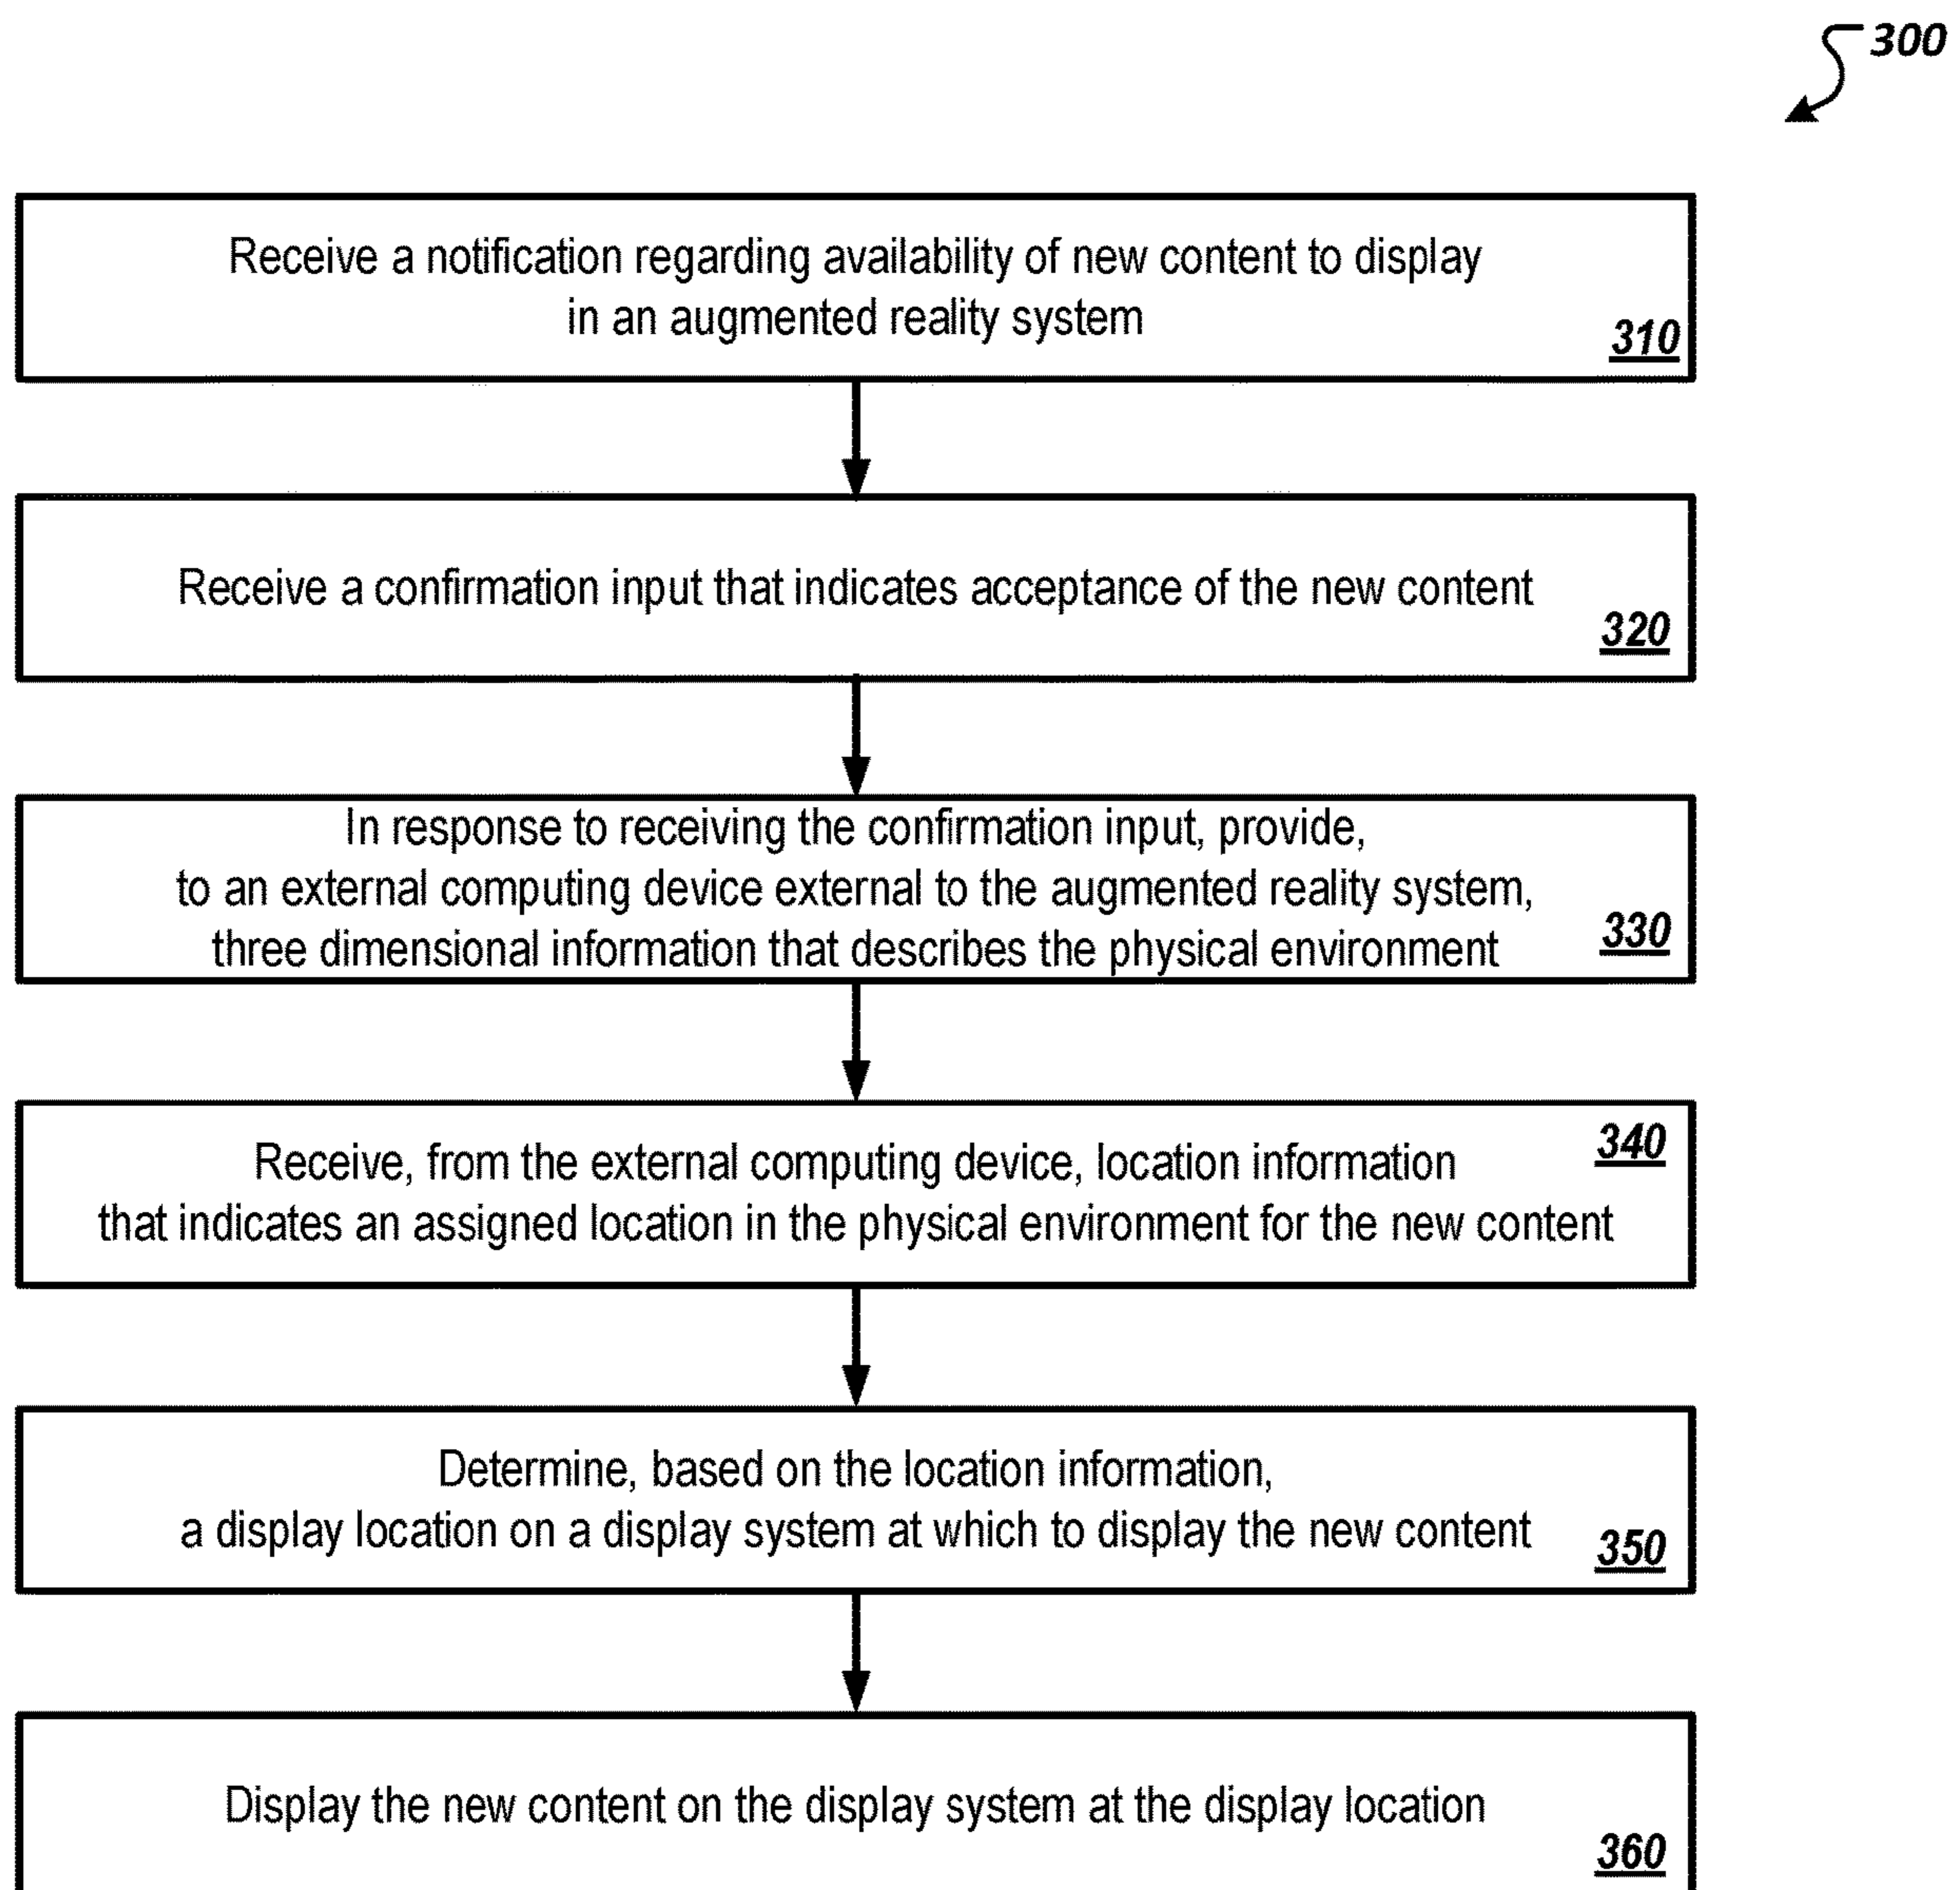 300
Receive a notification regarding availability of new content to display
in an augmented reality system
310
Receive a confirmation input that indicates acceptance of the new content
320
In response to receiving the confirmation input, provide,
to an external computing device external to the augmented reality system,
three dimensional information that describes the physical environment
330
340
Receive, from the external computing device, location information
that indicates an assigned location in the physical environment for the new content
Determine, based on the location information,
a display location on a display system at which to display the new content
350
Display the new content on the display system at the display location
360